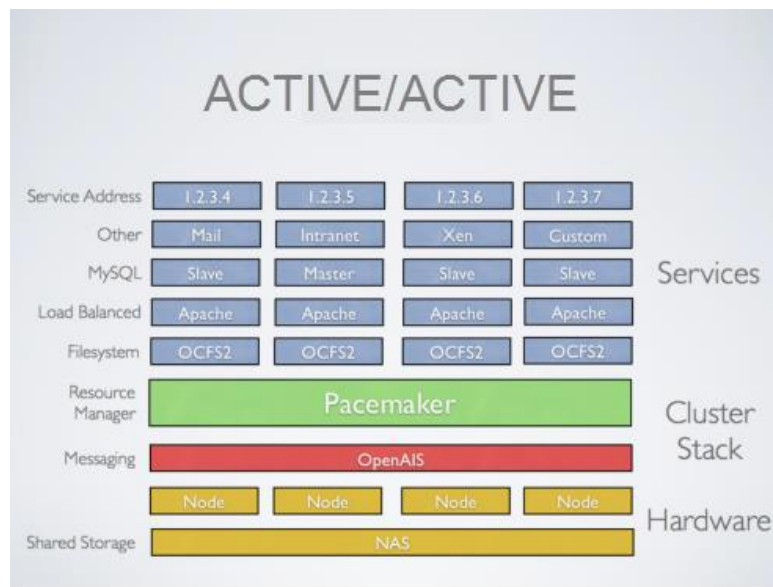 ACTIVE/ACTIVE
Service Address 1.2.3.4 1.2.3.5 1.2.3.6 1.2.3.7
Other Mail Intranet Xen Custom
MySQL Slave Master Slave Slave
Services
Load Balanced Apache Apache Apache Apache
Filesystem OCFS2 OCFS2 OCFS2 OCFS2
Resource
Manager
Pacemaker
Cluster
Stack
Messaging OpenAIS
Node Node Node Node
Hardware
Shared Storage NAS